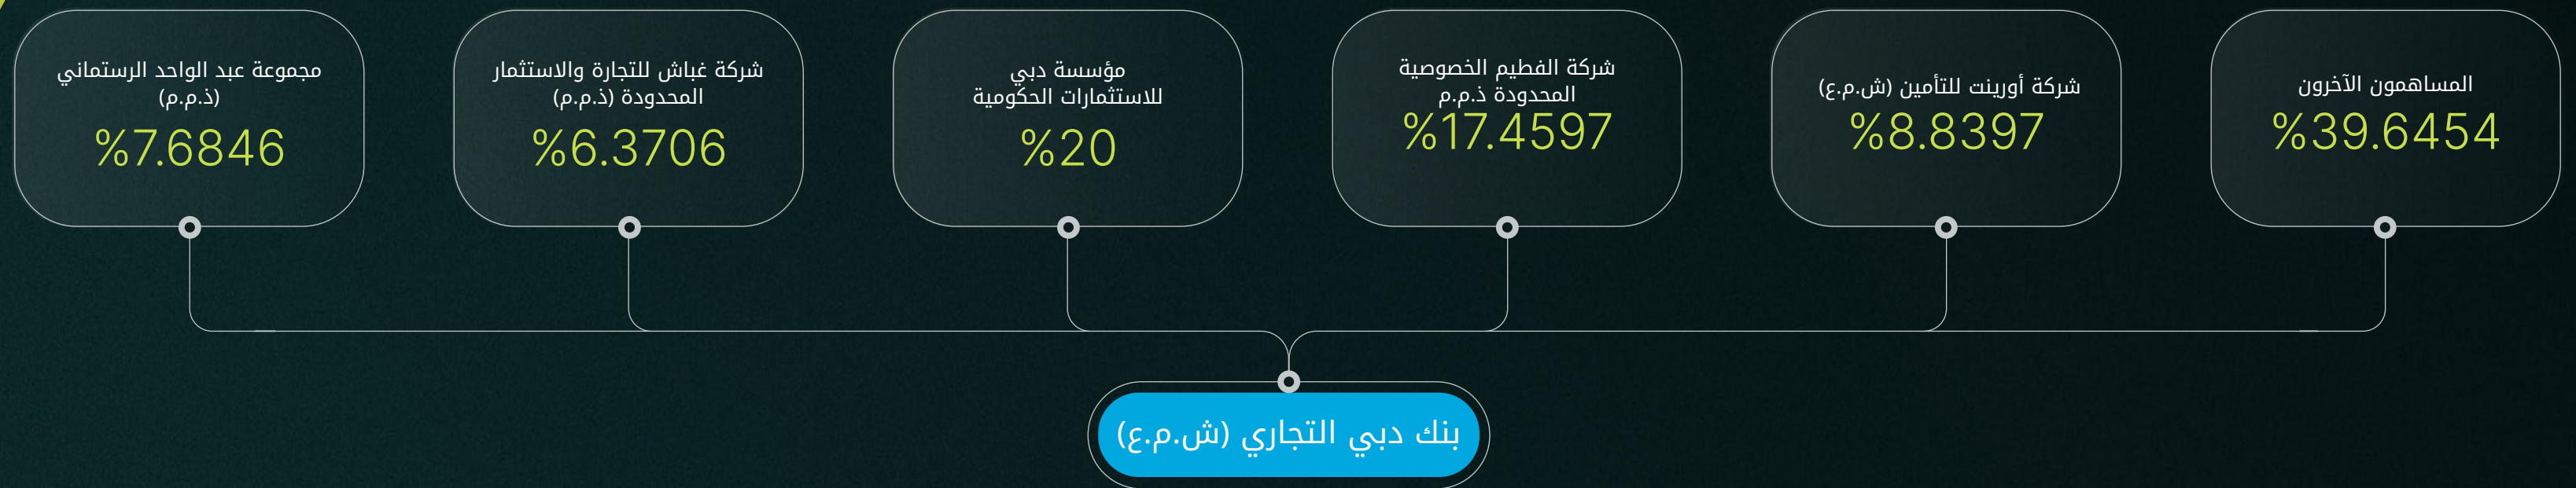 المساهمون الآخرون
%39.6454
شركة أورينت للتأمين (ش.م.ع)
%8.8397
شركة الفطيم الخصوصية
المحدودة ذ.م.م
%17.4597
مؤسسة دبي
للاستثمارات الحكومية
%20
شركة غباش للتجارة والاستثمار
المحدودة (ذ.م.م)
%6.3706
مجموعة عبد الواحد الرستماني
(ذ.م.م)
%7.6846
بنك دبي التجاري (ش.م.ع)